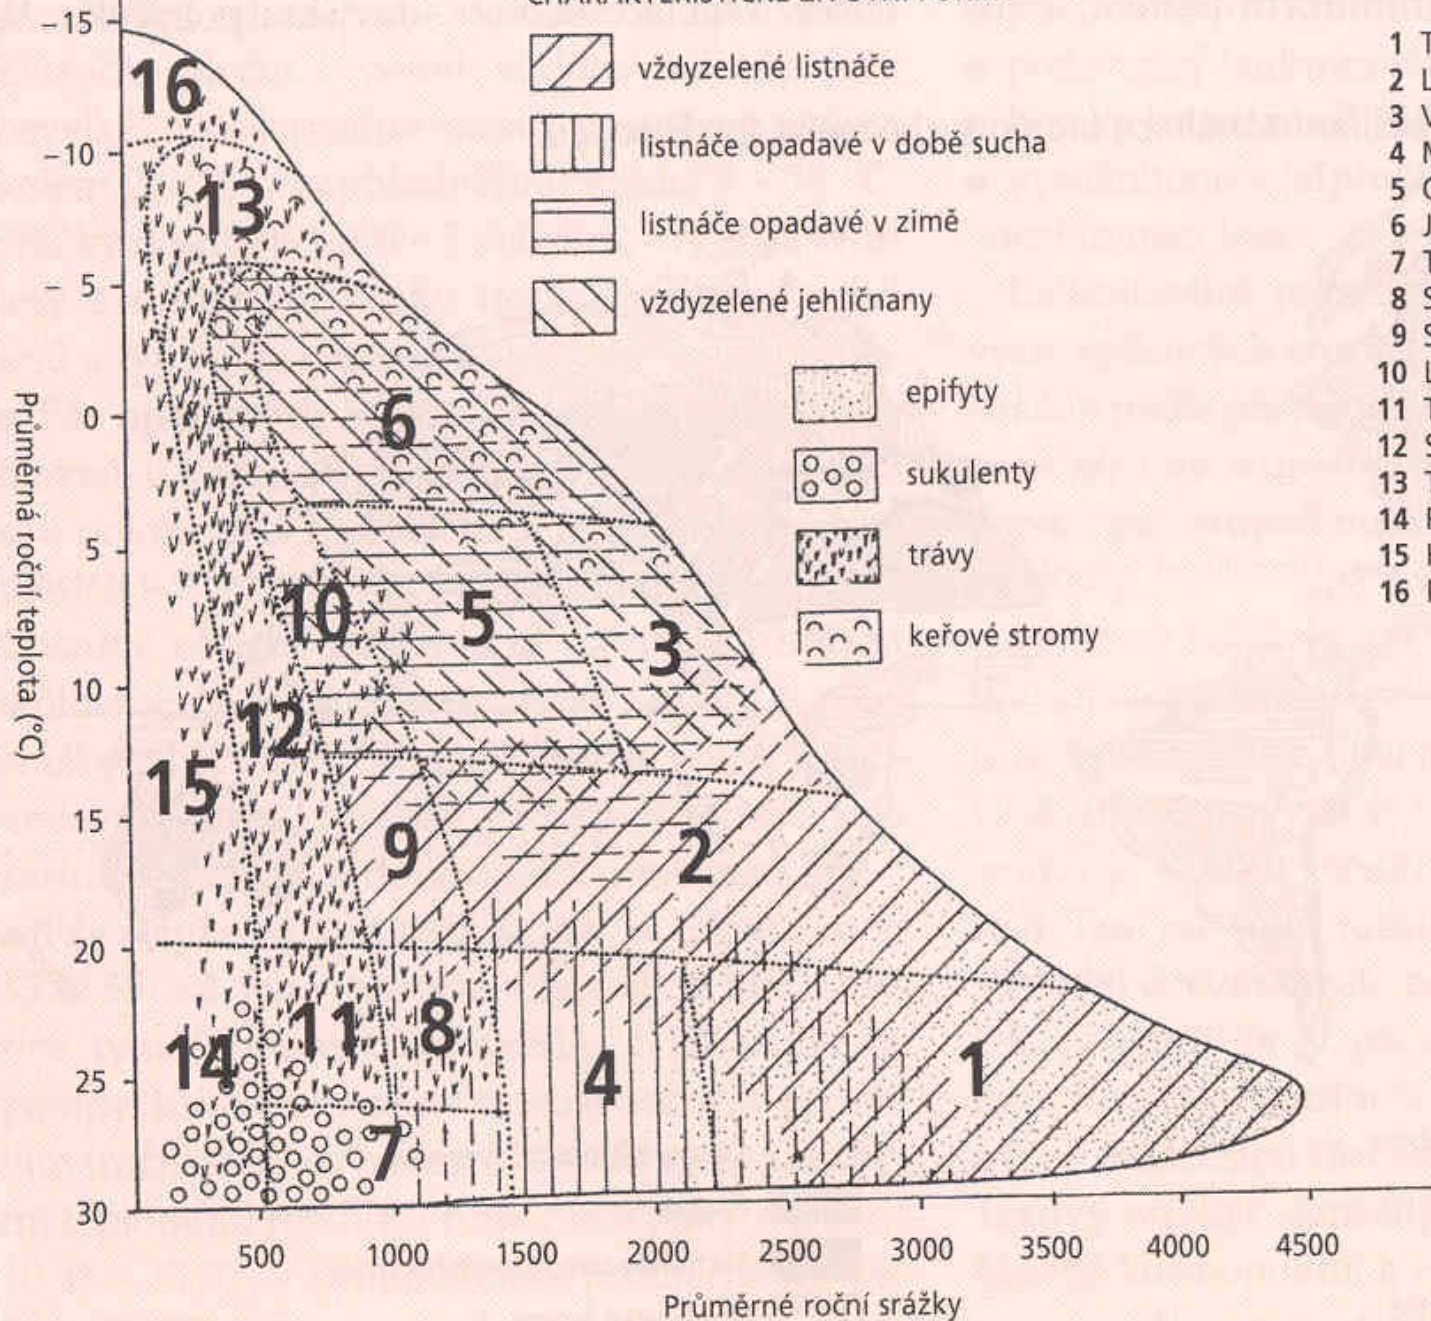 vždyzelené listnáče
listnáče opadavé v době sucha
listnáče opadavé v zimě
vždyzelené jehličnany
epifyty
sukulenty
trávy
keřové stromy
1 T
2 L
3 V
4 M
5
6 J
7 T
8 S
9 S
10 L
11 T
12 S
13 T
14
15
16
Průměrná roční teplota (°C)
−15
−10
− 5
0
5
10
15
20
25
30
16
13
6
10
5
3
12
15
9
2
14
11
8
4
1
7
500
1000
1500
2000
2500
3000
3500
4000
4500
Průměrné roční srážky